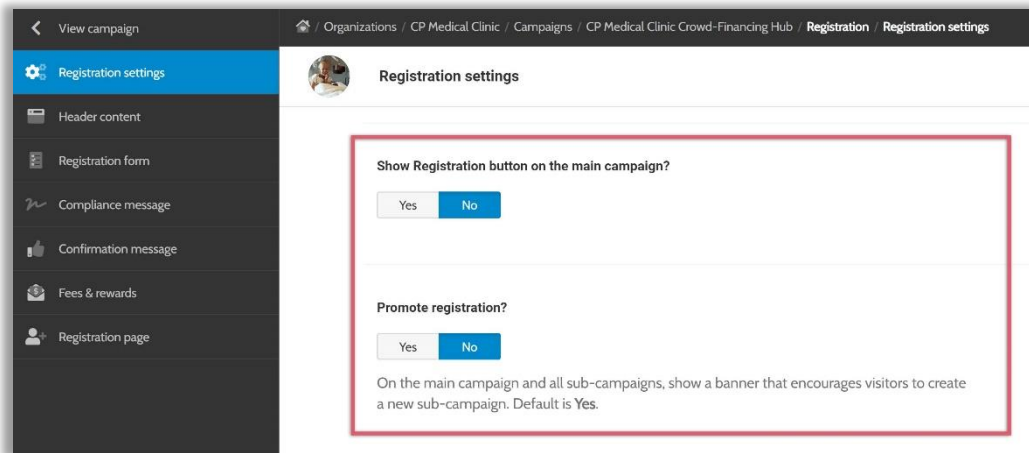 View campaign
/ Organizations / CP Medical Clinic / Campaigns / CP Medical Clinic Crowd-Financing Hub / Registration / Registration settings
Registration settings
Registration settings
Header content
Registration form
Compliance message
Confirmation message
Fees & rewards
Registration page
Show Registration button on the main campaign?
Yes No
Promote registration?
Yes No
On the main campaign and all sub-campaigns, show a banner that encourages visitors to create
a new sub-campaign. Default is Yes.